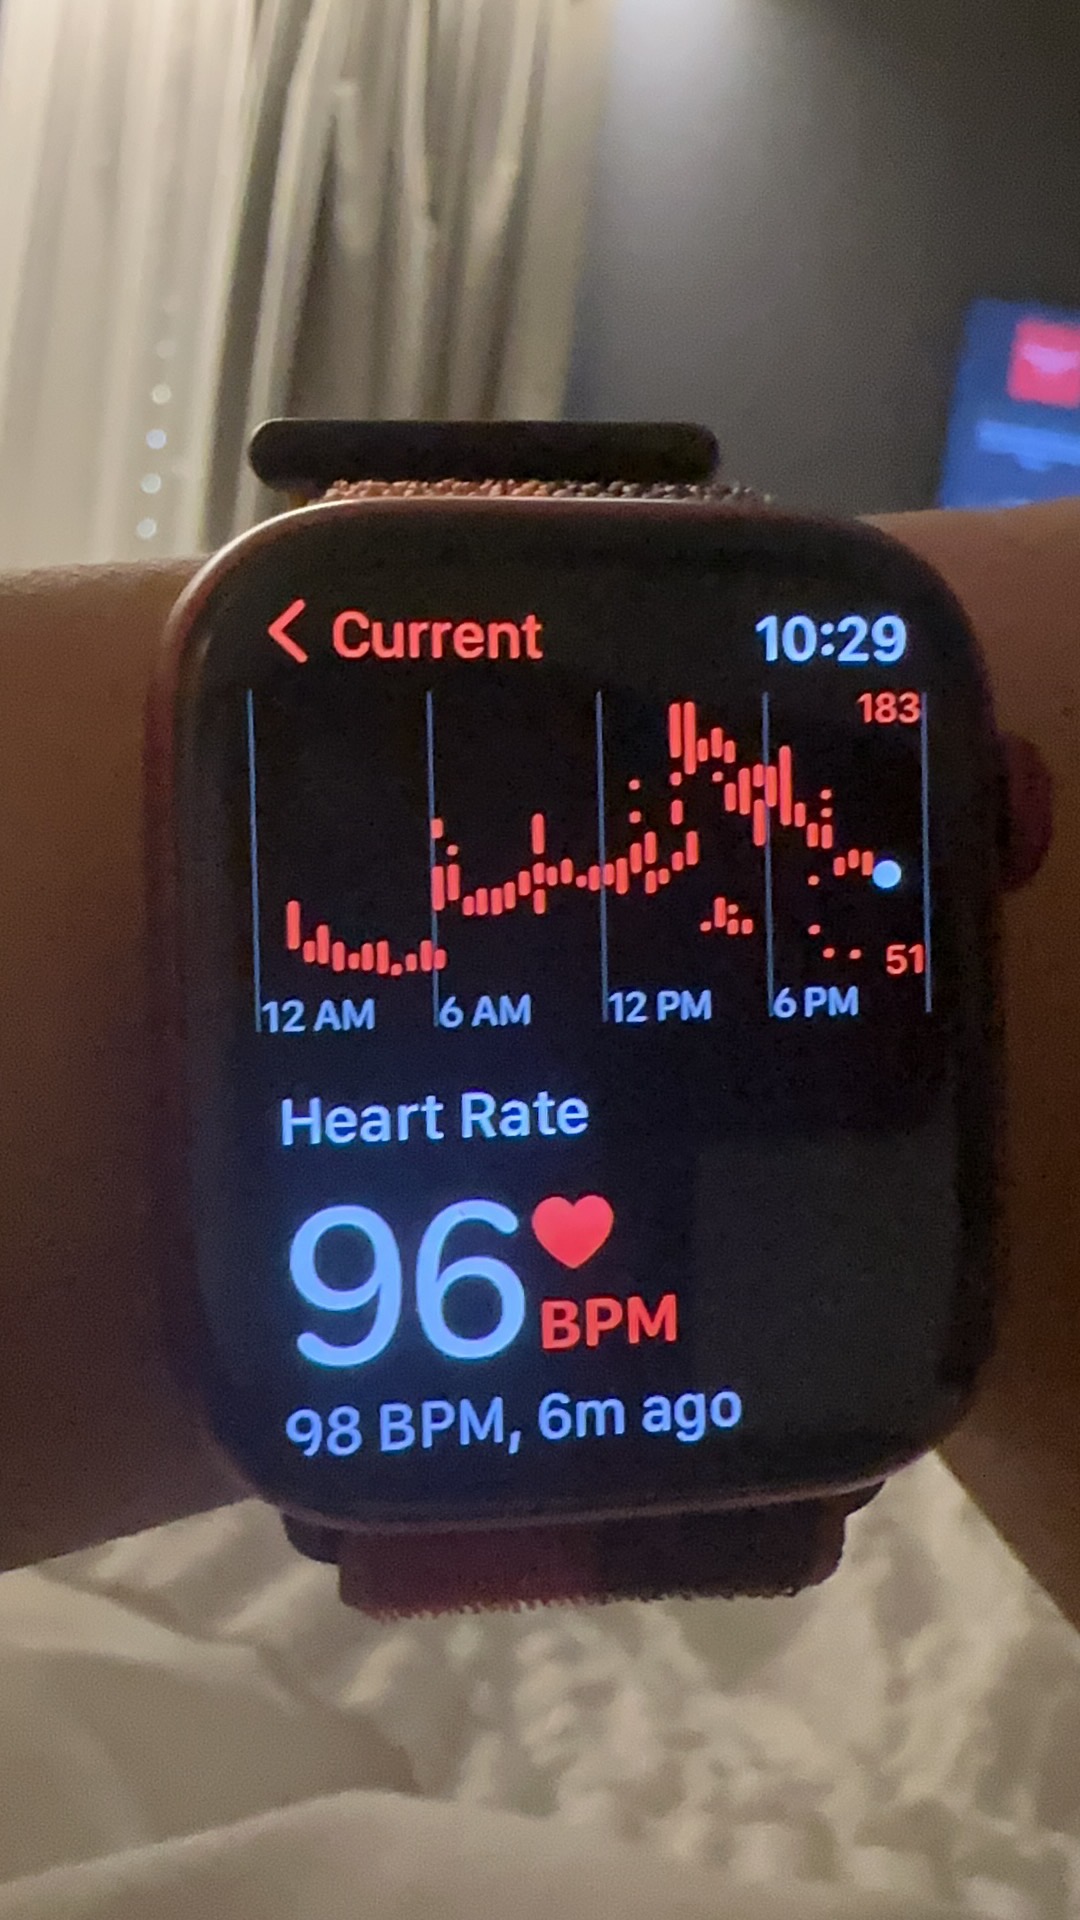 Current 10:29
183
51
12 AM 6 AM 12 PM 6 PM
Heart Rate
96
BPM
98 BPM, 6m ago